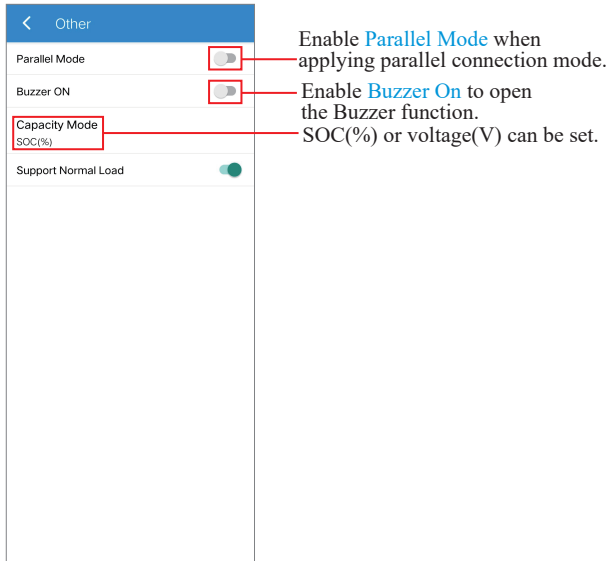 Other
Parallel Mode
Enable Parallel Mode when
applying parallel connection mode.
Buzzer ON
Enable Buzzer On to open
the Buzzer function.
Capacity Mode
SOC(%)
SOC(%) or voltage(V) can be set.
Support Normal Load